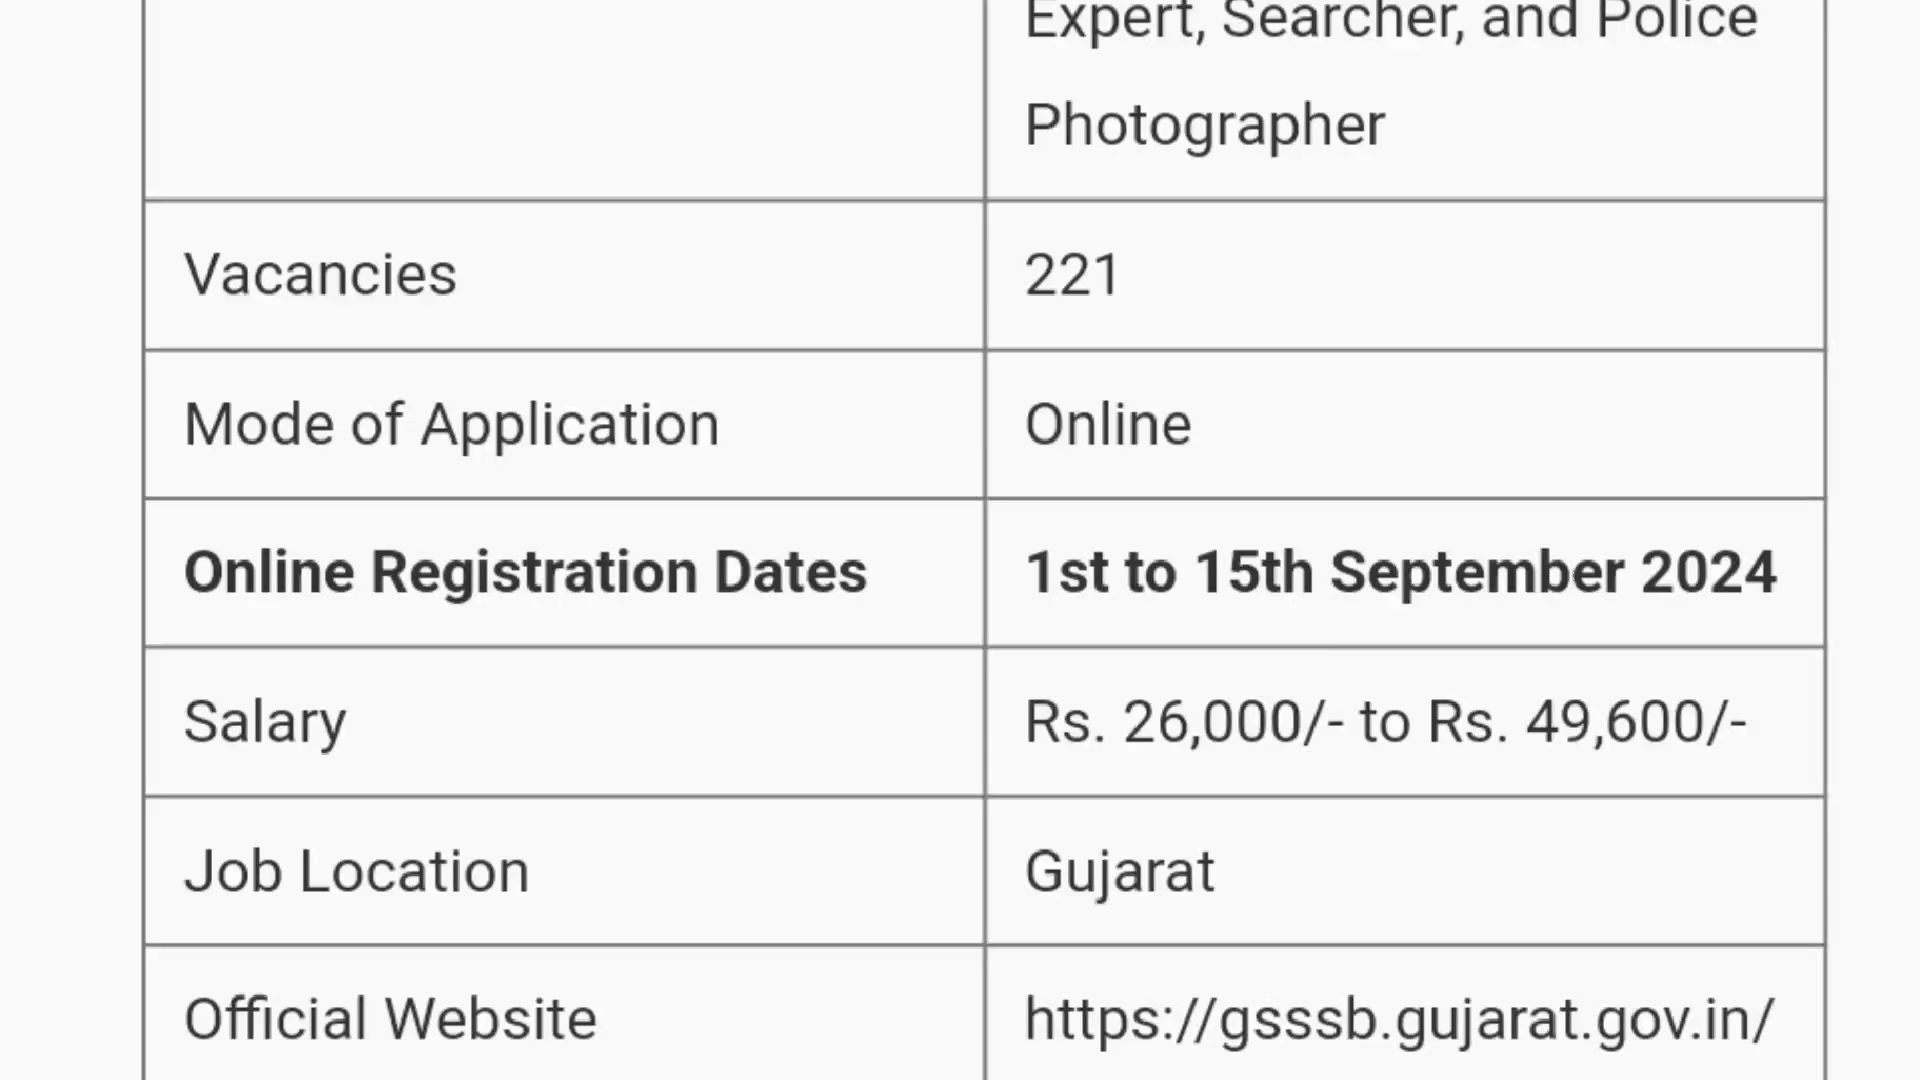 Expert, Searcher, and Police
Photographer
Vacancies 221
Mode of Application Online
Online Registration Dates 1st to 15th September 2024
Salary Rs. 26,000/- to Rs. 49,600/-
Job Location Gujarat
Official Website https://gsssb.gujarat.gov.in/